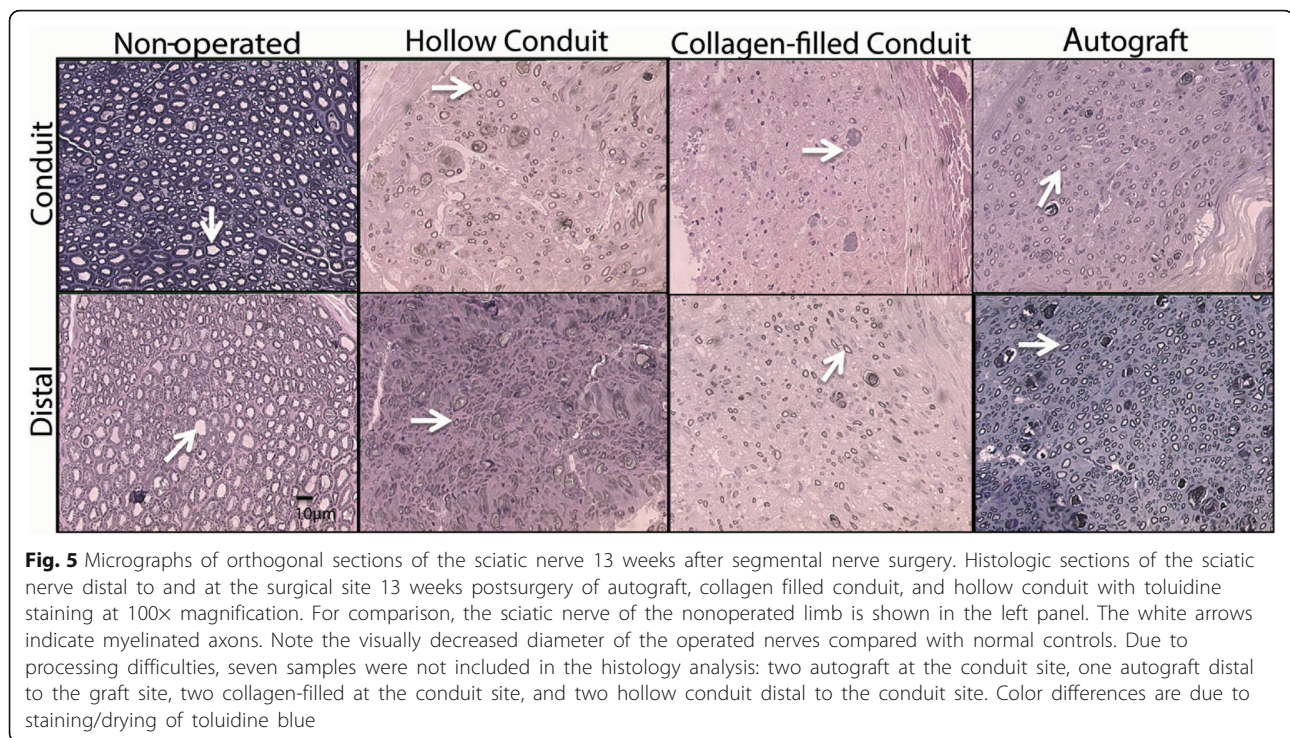 Non-operated
Hollow Conduit
Collagen-filled Conduit
Autograft
Conduit
Distal
10μm
Fig. 5 Micrographs of orthogonal sections of the sciatic nerve 13 weeks after segmental nerve surgery. Histologic sections of the sciatic
nerve distal to and at the surgical site 13 weeks postsurgery of autograft, collagen filled conduit, and hollow conduit with toluidine
staining at 100× magnification. For comparison, the sciatic nerve of the nonoperated limb is shown in the left panel. The white arrows
indicate myelinated axons. Note the visually decreased diameter of the operated nerves compared with normal controls. Due to
processing difficulties, seven samples were not included in the histology analysis: two autograft at the conduit site, one autograft distal
to the graft site, two collagen-filled at the conduit site, and two hollow conduit distal to the conduit site. Color differences are due to
staining/drying of toluidine blue